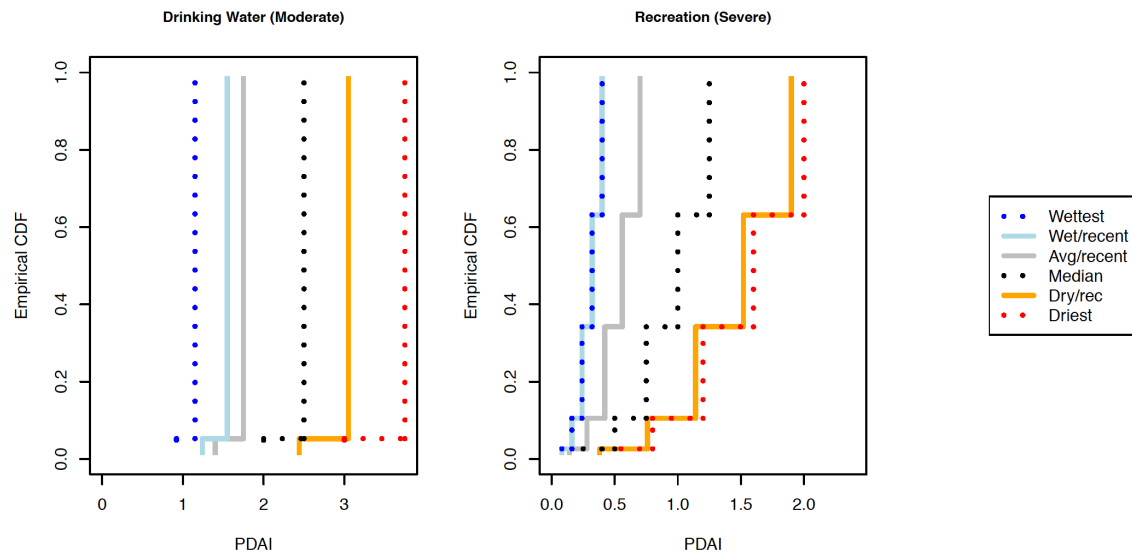 Drinking Water (Moderate)
Empirical CDF
1.0
0.8
0.6
0.4
0.2
0.0
0
1
2
3
PDAI
Recreation (Severe)
Empirical CDF
1.0
0.8
0.6
0.4
0.2
0.0
0.0
0.5
1.0
1.5
2.0
PDAI
Wettest
Wet/recent
Avg/recent
Median
Dry/rec
Driest